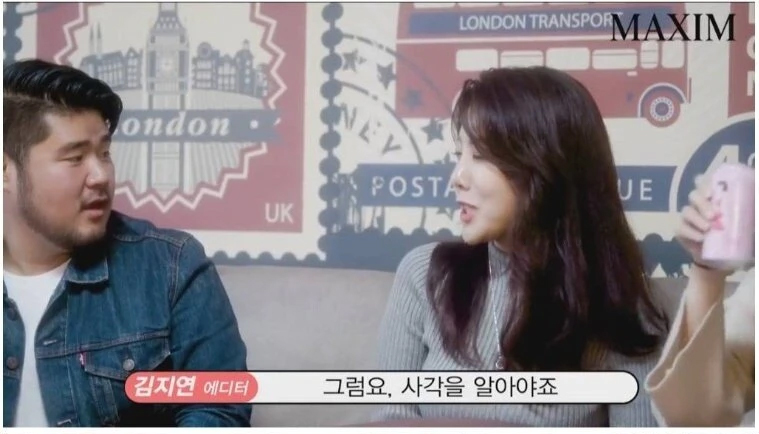 LONDON TRANSPORT
MAXIM
London
POSTA UE
UK
김지연 에디터
그럼요, 사각을 알아야죠